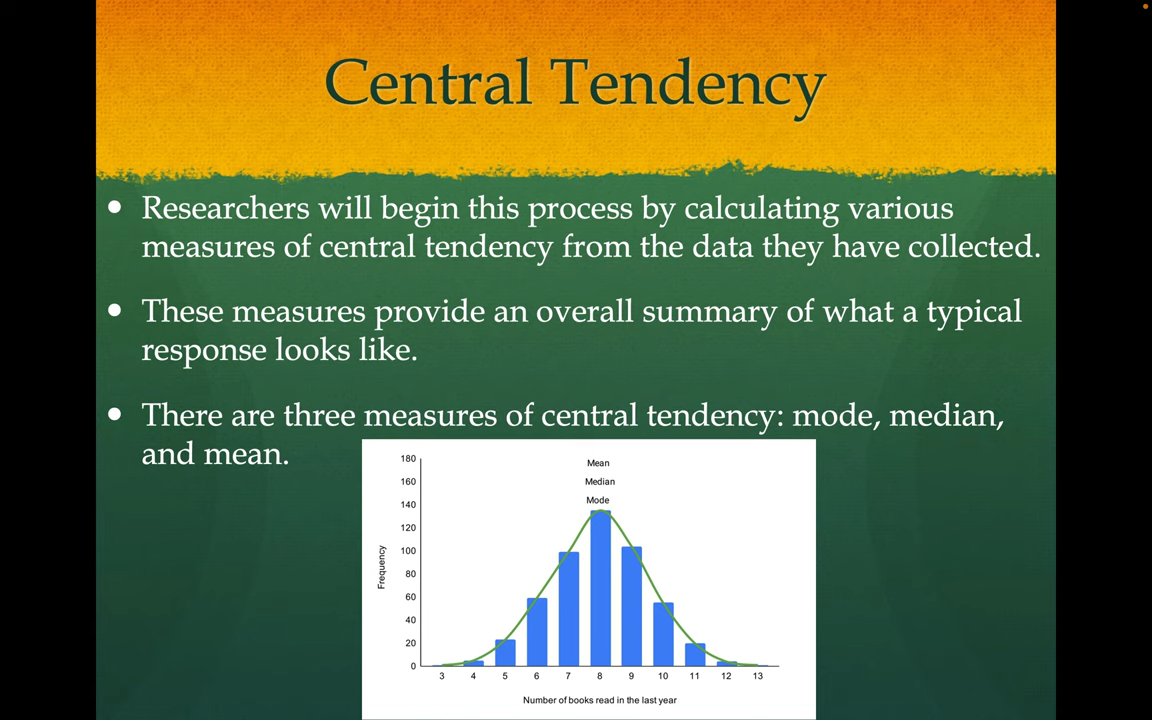 Central Tendency
• Researchers will begin this process by calculating various
measures of central tendency from the data they have collected.
• These measures provide an overall summary of what a typical
response looks like.
• There are three measures of central tendency: mode, median,
and mean.
Mean
Median
Mode
180
160
140
120
100
80
60
40
20
0
Frequency
3 4 5 6 7 8 9 10 11 12 13
Number of books read in the last year